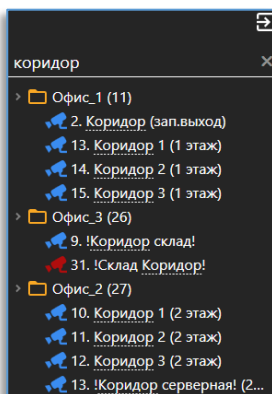 коридор
Офис_1 (11)
2. Коридор (зап.выход)
13. Коридор 1 (1 этаж)
14. Коридор 2 (1 этаж)
15. Коридор 3 (1 этаж)
Офис_3 (26)
9. !Коридор склад!
31. !Склад Коридор!
Офис_2 (27)
10. Коридор 1 (2 этаж)
11. Коридор 2 (2 этаж)
12. Коридор 3 (2 этаж)
13. !Коридор серверная! (2...